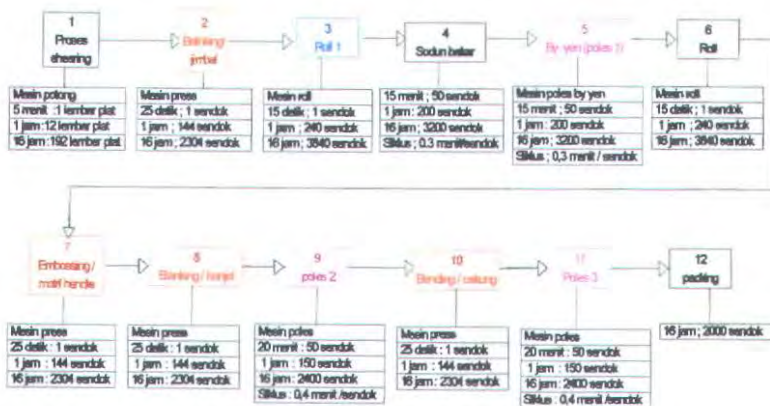 1
Proses
shearing
2
Balnking/
jimbal
3
Roll 1
4
Sodun bakar
5
By yen (poles 1)
6
Roll
Mesin potong
5 menit : 1 lembar plat
1 jam : 12 lembar plat
16 jam : 192 lembar plat
Mesin press
25 detik ; 1 sendok
1 jam ; 144 sendok
16 jam ; 2304 sendok
Mesin roll
15 detik ; 1 sendok
1 jam ; 240 sendok
16 jam ; 3840 sendok
15 menit ; 50 sendok
1 jam ; 200 sendok
16 jam ; 3200 sendok
Siklus ; 0.3 menit/sendok
Mesin poles by yen
15 menit ; 50 sendok
1 jam ; 200 sendok
16 jam ; 3200 sendok
Siklus ; 0,3 menit / sendok
Mesin roll
15 detik ; 1 sendok
1 jam ; 240 sendok
16 jam ; 3840 sendok
7
Embossing /
motif handle
8
Blanking /
9
poles 2
10
Bending / cekung
11
Poles 3
12
packing
Mesin press
25 detik : 1 sendok
1 jam : 144 sendok
16 jam : 2304 sendok
Mesin press
25 detik : 1 sendok
1 jam : 144 sendok
16 jam : 2304 sendok
Mesin poles
20 menit : 50 sendok
1 jam : 150 sendok
16 jam : 2400 sendok
Siklus : 0,4 menit /sendok
Mesin press
25 detik : 1 sendok
1 jam : 144 sendok
16 jam : 2304 sendok
Mesin poles
20 menit : 50 sendok
1 jam : 150 sendok
16 jam : 2400 sendok
Siklus : 0,4 menit /sendok
16 jam ; 2000 sendok